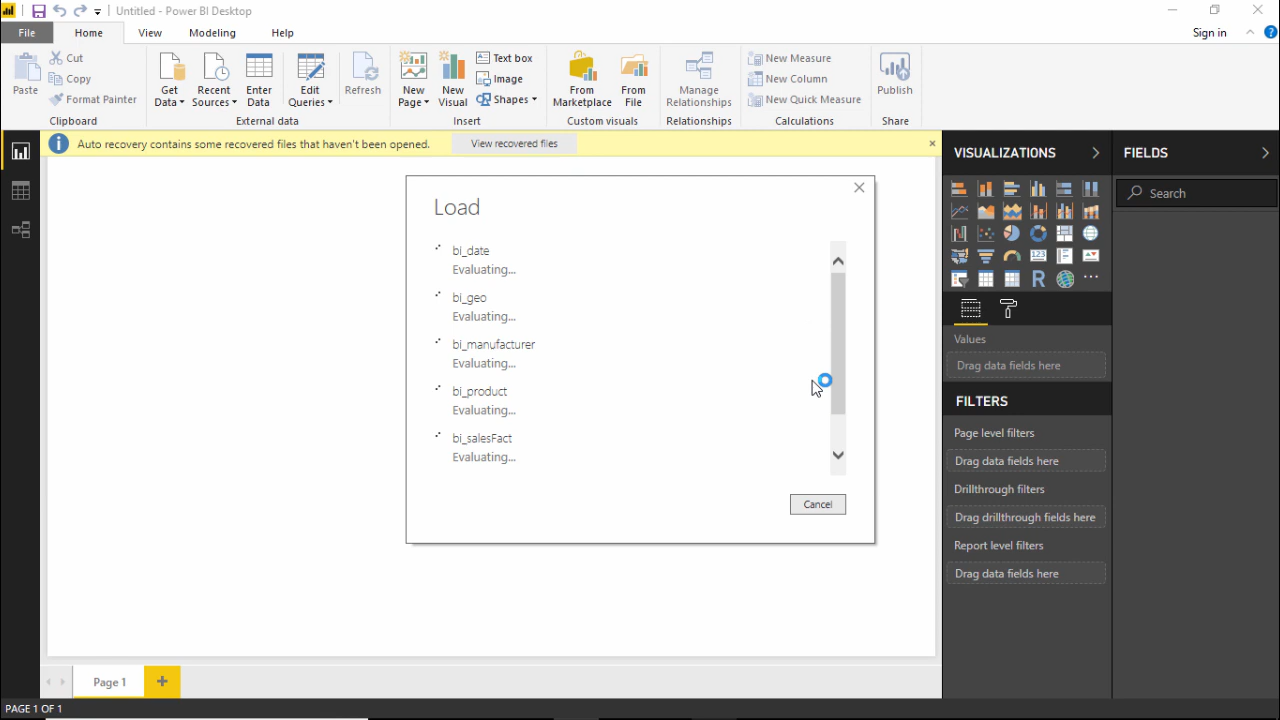 Untitled - Power BI Desktop
File
Home
View
Modeling
Help
Sign in
Paste
Cut
Copy
Format Painter
Clipboard
Get Data
Recent Sources
Enter Data
Edit Queries
Refresh
External data
New Page
New Visual
Text box
Image
Shapes
Insert
From Marketplace
From File
Custom visuals
Manage Relationships
Relationships
New Measure
New Column
New Quick Measure
Calculations
Publish
Share
Auto recovery contains some recovered files that haven't been opened.
View recovered files
Load
bi_date
Evaluating...
bi_geo
Evaluating...
bi_manufacturer
Evaluating...
bi_product
Evaluating...
bi_salesFact
Evaluating...
Cancel
VISUALIZATIONS
123
R
Values
Drag data fields here
FILTERS
Page level filters
Drag data fields here
Drillthrough filters
Drag drillthrough fields here
Report level filters
Drag data fields here
FIELDS
Search
Page 1
PAGE 1 OF 1